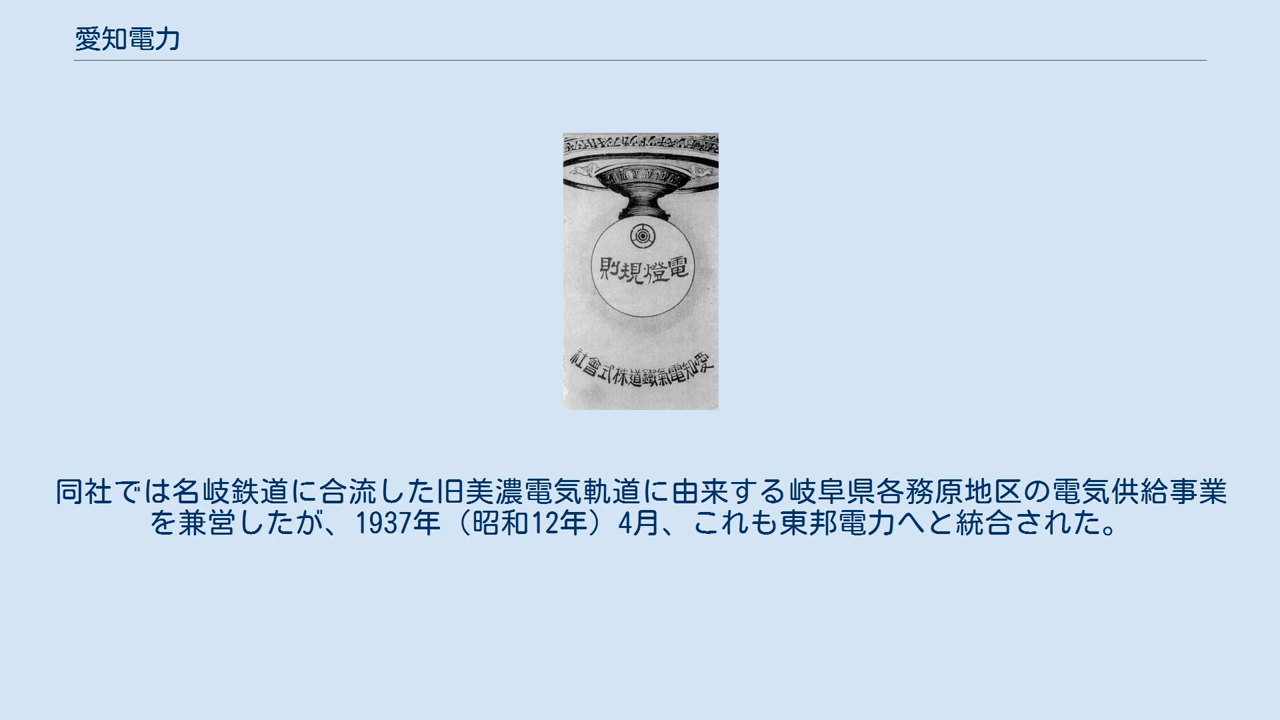 愛知電力
則規燈電
社會式株道鐵氣電知愛
同社では名岐鉄道に合流した旧美濃電気軌道に由来する岐阜県各務原地区の電気供給事業
を兼営したが、1937年（昭和12年）4月、これも東邦電力へと統合された。